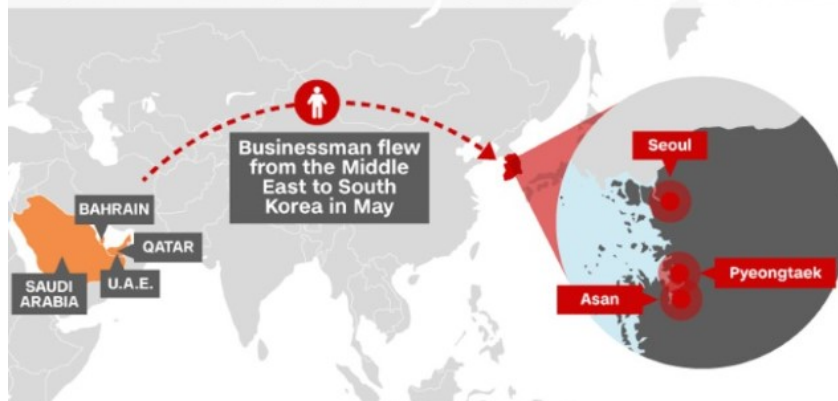 Businessman flew
from the Middle
East to South
Korea in May
BAHRAIN
QATAR
U.A.E.
SAUDI
ARABIA
Seoul
Pyeongtaek
Asan